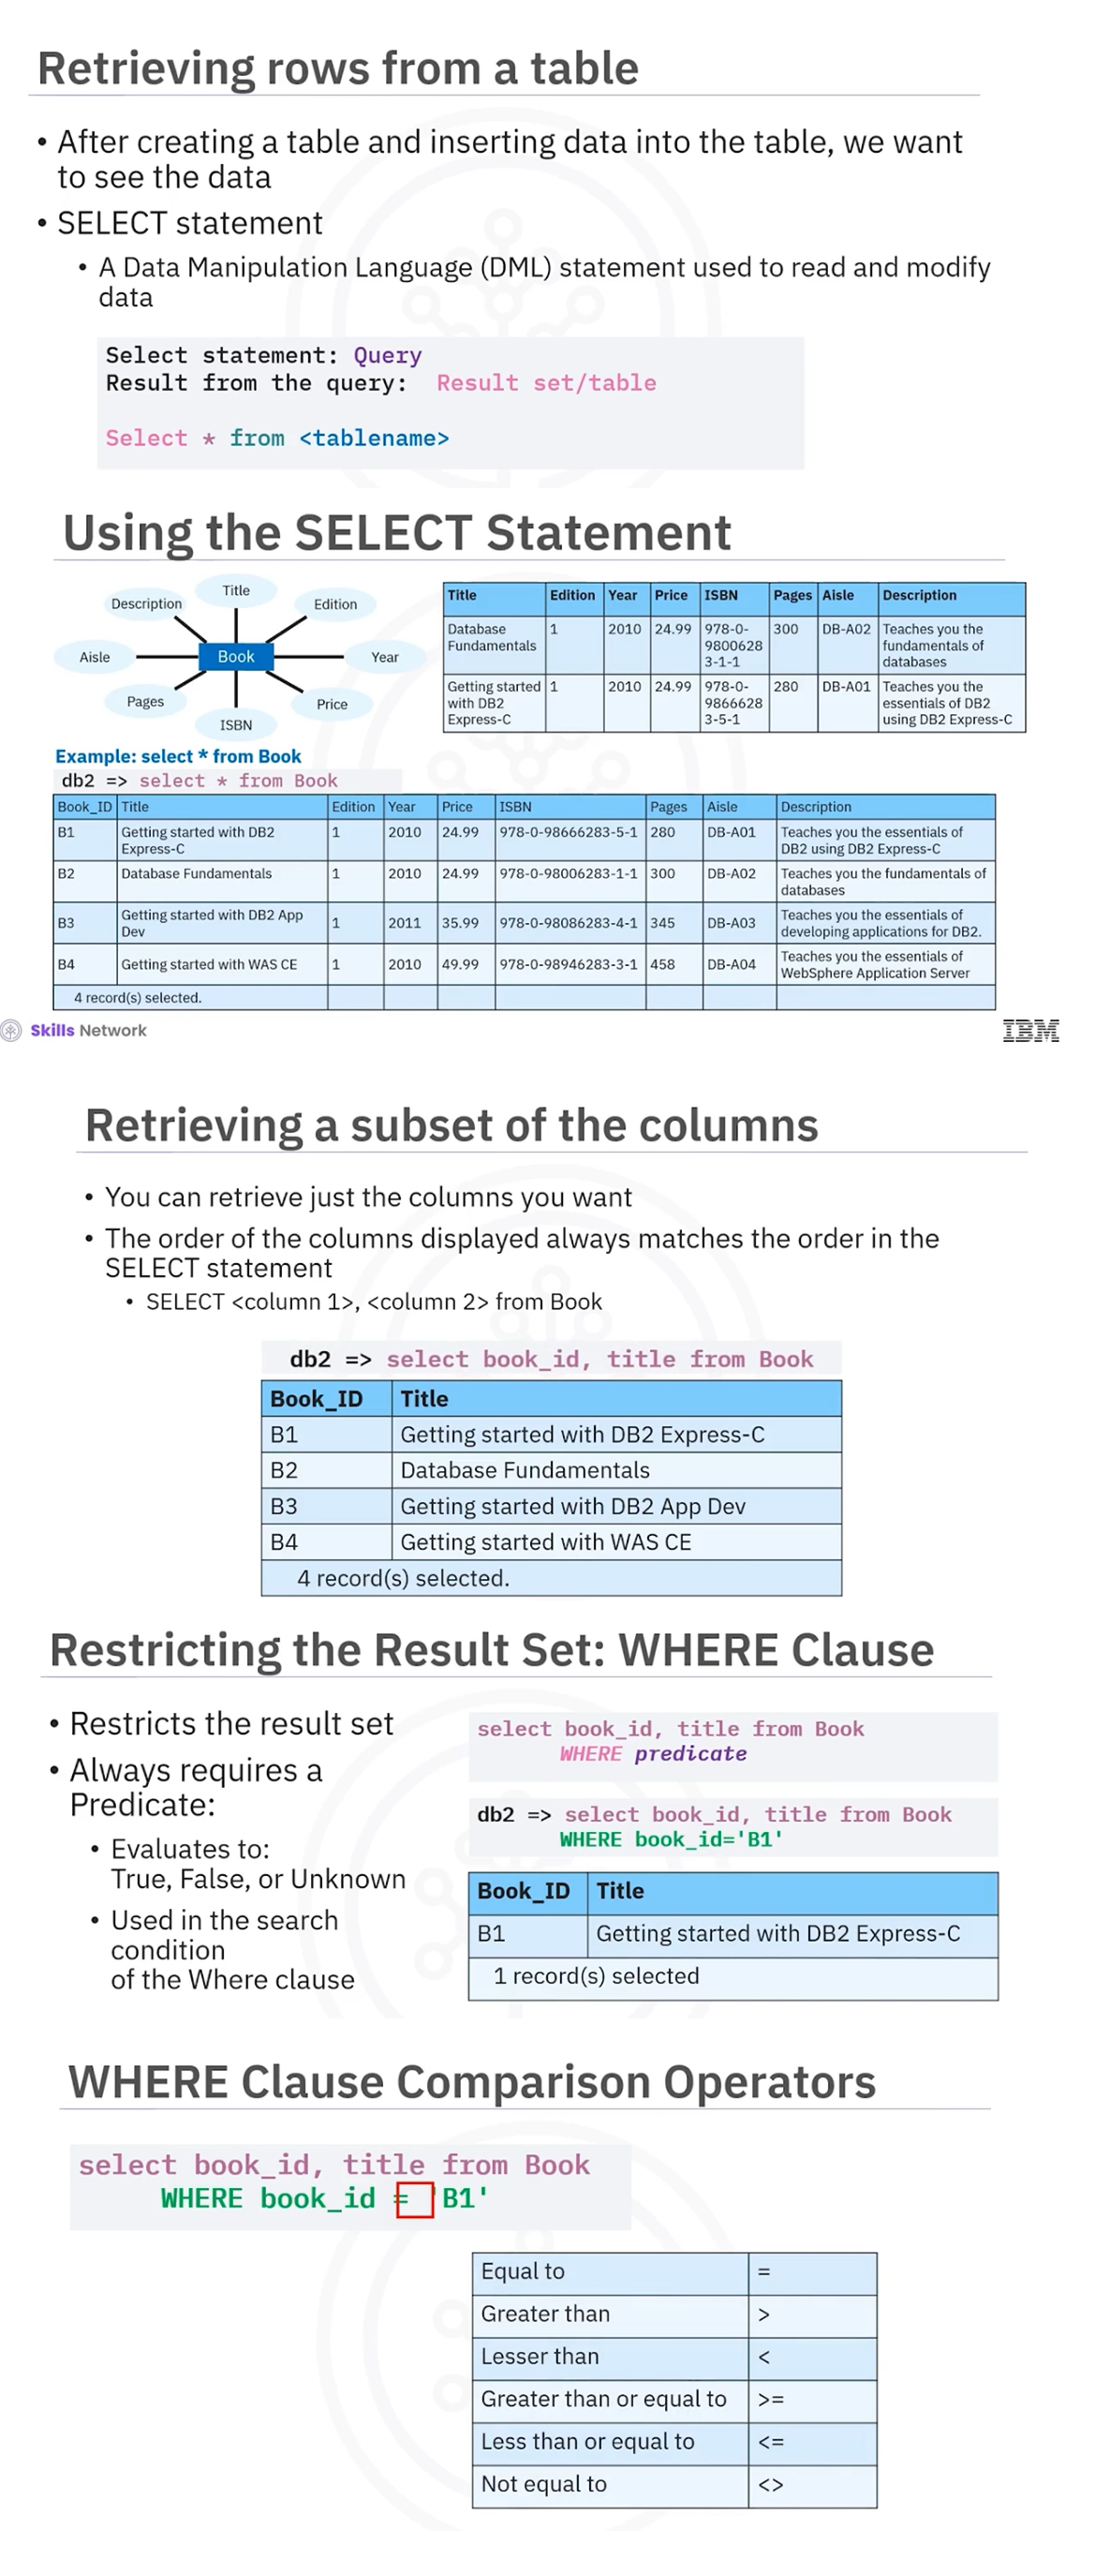 Retrieving rows from a table
• After creating a table and inserting data into the table, we want
to see the data
• SELECT statement
• A Data Manipulation Language (DML) statement used to read and modify
data
Select statement: Query
Result from the query: Result set/table
Select * from <tablename>
Using the SELECT Statement
Title
Description
Edition
Aisle
Book
Year
Pages
Price
ISBN
Title Edition Year Price ISBN Pages Aisle Description
Database Fundamentals 1 2010 24.99 978-0-9800628 3-1-1 300 DB-A02 Teaches you the fundamentals of databases
Getting started with DB2 Express-C 1 2010 24.99 978-0-9866628 3-5-1 280 DB-A01 Teaches you the essentials of DB2 using DB2 Express-C
Example: select * from Book
db2 => select * from Book
Book_ID Title Edition Year Price ISBN Pages Aisle Description
B1 Getting started with DB2 Express-C 1 2010 24.99 978-0-98666283-5-1 280 DB-A01 Teaches you the essentials of DB2 using DB2 Express-C
B2 Database Fundamentals 1 2010 24.99 978-0-98006283-1-1 300 DB-A02 Teaches you the fundamentals of databases
B3 Getting started with DB2 App Dev 1 2011 35.99 978-0-98086283-4-1 345 DB-A03 Teaches you the essentials of developing applications for DB2.
B4 Getting started with WAS CE 1 2010 49.99 978-0-98946283-3-1 458 DB-A04 Teaches you the essentials of WebSphere Application Server
4 record(s) selected.
Skills Network
IBM
Retrieving a subset of the columns
• You can retrieve just the columns you want
• The order of the columns displayed always matches the order in the
SELECT statement
• SELECT <column 1>, <column 2> from Book
db2 => select book_id, title from Book
Book_ID Title
B1 Getting started with DB2 Express-C
B2 Database Fundamentals
B3 Getting started with DB2 App Dev
B4 Getting started with WAS CE
4 record(s) selected.
Restricting the Result Set: WHERE Clause
• Restricts the result set
• Always requires a
Predicate:
• Evaluates to:
True, False, or Unknown
• Used in the search
condition
of the Where clause
select book_id, title from Book
WHERE predicate
db2 => select book_id, title from Book
WHERE book_id='B1'
Book_ID Title
B1 Getting started with DB2 Express-C
1 record(s) selected
WHERE Clause Comparison Operators
select book_id, title from Book
WHERE book_id = 'B1'
Equal to =
Greater than >
Lesser than <
Greater than or equal to >=
Less than or equal to <=
Not equal to <>